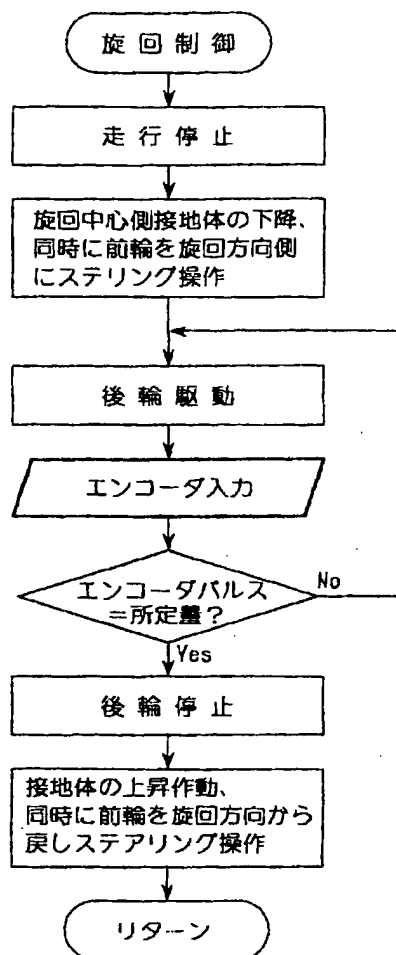 旋回制御
走行停止
旋回中心側接地体の下降、
同時に前輪を旋回方向側
にステリング操作
後輪駆動
エンコーダ入力
エンコーダパルス
＝所定量？
No
Yes
後輪停止
接地体の上昇作動、
同時に前輪を旋回方向から
戻しステアリング操作
リターン